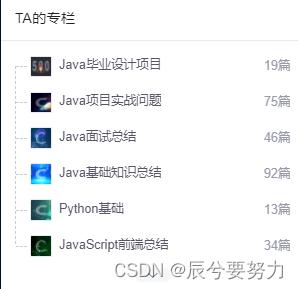 TA的专栏
Java毕业设计项目 19篇
Java项目实战问题 75篇
Java面试总结 46篇
Java基础知识总结 92篇
Python基础 13篇
JavaScript前端总结 34篇
CSDN @辰兮要努力